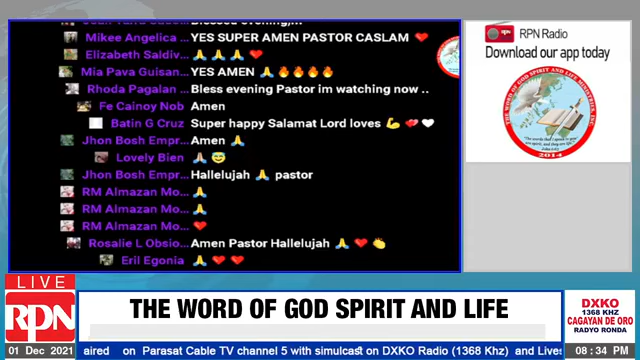 Blessed evening,...
Mikee Angelica ... YES SUPER AMEN PASTOR CASLAM ❤️
Elizabeth Saldiv... 🙏🙏🙏❤️
Mia Pava Guisan... YES AMEN 🙏🔥🔥🔥🔥
Rhoda Pagalan ... Bless evening Pastor im watching now ..
Fe Cainoy Nob Amen
Batin G Cruz Super happy Salamat Lord loves 💪💓🤍
Jhon Bosh Empr... Amen 🙏
Lovely Bien 🙏😇
Jhon Bosh Empr... Hallelujah 🙏 pastor
RM Almazan Mo... 🙏
RM Almazan Mo... 🙏
RM Almazan Mo... ❤️
Rosalie L Obsio... Amen Pastor Hallelujah 🙏❤️👏
Eril Egonia 🙏❤️❤️
RPN Radio
Download our app today
THE WORD OF GOD SPIRIT AND LIFE MINISTRIES, INC.
2014
LIVE
RPN
01 Dec 2021
THE WORD OF GOD SPIRIT AND LIFE
DXKO
1368 KHZ
CAGAYAN DE ORO
RADYO RONDA
aired on Parasat Cable TV channel 5 with simulcast on DXKO Radio (1368 Khz) and Lives
08:34 PM